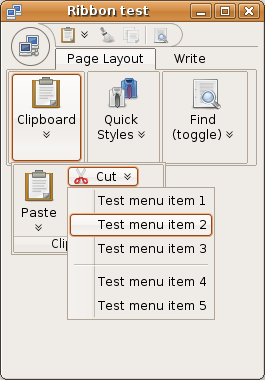 Ribbon test
Page Layout
Write
Clipboard
Quick
Styles
Find
(toggle)
Cut
Paste
Test menu item 1
Test menu item 2
Test menu item 3
Test menu item 4
Test menu item 5